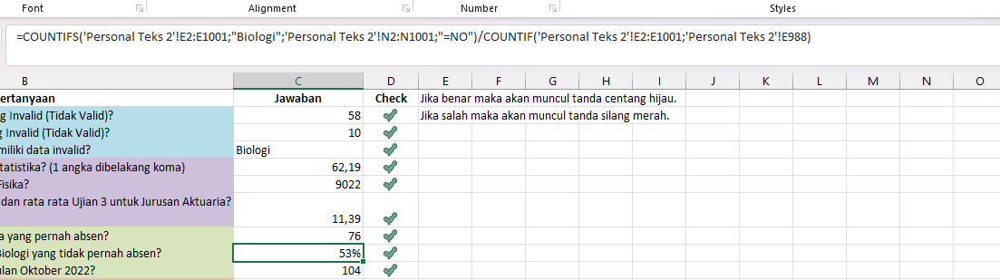 Font Alignment Number Styles
=COUNTIFS('Personal Teks 2'!E2:E1001;"Biologi";'Personal Teks 2'!N2:N1001;"=NO")/COUNTIF('Personal Teks 2'!E2:E1001;'Personal Teks 2'!E988)
B C D E F G H I J K L M N O
ertanyaan Jawaban Check Jika benar maka akan muncul tanda centang hijau.
g Invalid (Tidak Valid)? 58 Jika salah maka akan muncul tanda silang merah.
g Invalid (Tidak Valid)? 10
miliki data invalid? Biologi
tatistika? (1 angka dibelakang koma) 62,19
Fisika? 9022
dan rata rata Ujian 3 untuk Jurusan Aktuaria?
11,39
a yang pernah absen? 76
Biologi yang tidak pernah absen? 53%
ulan Oktober 2022? 104